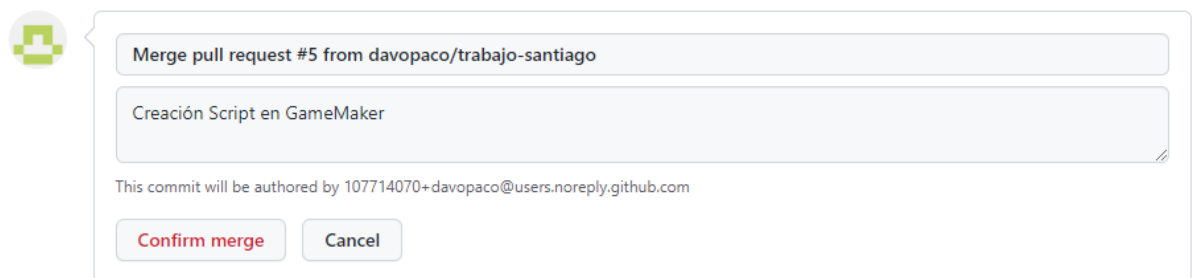 Merge pull request #5 from davopaco/trabajo-santiago
Creación Script en GameMaker
This commit will be authored by 107714070+davopaco@users.noreply.github.com
Confirm merge
Cancel